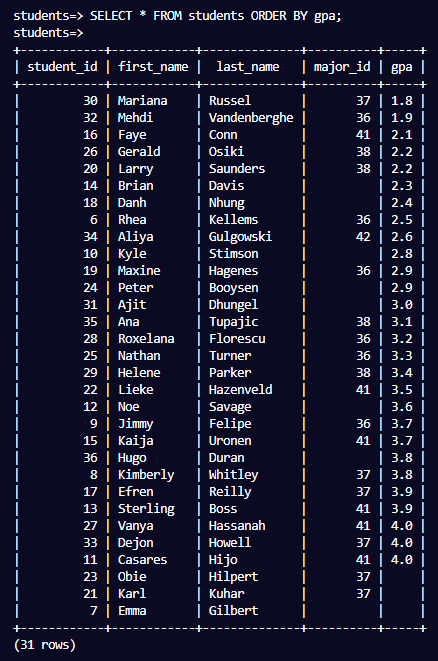 students=> SELECT * FROM students ORDER BY gpa;
students=>
+------------+------------+--------------+----------+-----+
| student_id | first_name |  last_name   | major_id | gpa |
+------------+------------+--------------+----------+-----+
|         30 | Mariana    | Russel       |       37 | 1.8 |
|         32 | Mehdi      | Vandenberghe |       36 | 1.9 |
|         16 | Faye       | Conn         |       41 | 2.1 |
|         26 | Gerald     | Osiki        |       38 | 2.2 |
|         20 | Larry      | Saunders     |       38 | 2.2 |
|         14 | Brian      | Davis        |          | 2.3 |
|         18 | Danh       | Nhung        |          | 2.4 |
|          6 | Rhea       | Kellems      |       36 | 2.5 |
|         34 | Aliya      | Gulgowski    |       42 | 2.6 |
|         10 | Kyle       | Stimson      |          | 2.8 |
|         19 | Maxine     | Hagenes      |       36 | 2.9 |
|         24 | Peter      | Booysen      |          | 2.9 |
|         31 | Ajit       | Dhungel      |          | 3.0 |
|         35 | Ana        | Tupajic      |       38 | 3.1 |
|         28 | Roxelana   | Florescu     |       36 | 3.2 |
|         25 | Nathan     | Turner       |       36 | 3.3 |
|         29 | Helene     | Parker       |       38 | 3.4 |
|         22 | Lieke      | Hazenveld    |       41 | 3.5 |
|         12 | Noe        | Savage       |          | 3.6 |
|          9 | Jimmy      | Felipe       |       36 | 3.7 |
|         15 | Kaija      | Uronen       |       41 | 3.7 |
|         36 | Hugo       | Duran        |          | 3.8 |
|          8 | Kimberly   | Whitley      |       37 | 3.8 |
|         17 | Efren      | Reilly       |       37 | 3.9 |
|         13 | Sterling   | Boss         |       41 | 3.9 |
|         27 | Vanya      | Hassanah     |       41 | 4.0 |
|         33 | Dejon      | Howell       |       37 | 4.0 |
|         11 | Casares    | Hijo         |       41 | 4.0 |
|         23 | Obie       | Hilpert      |       37 |     |
|         21 | Karl       | Kuhar        |       37 |     |
|          7 | Emma       | Gilbert      |          |     |
+------------+------------+--------------+----------+-----+
(31 rows)